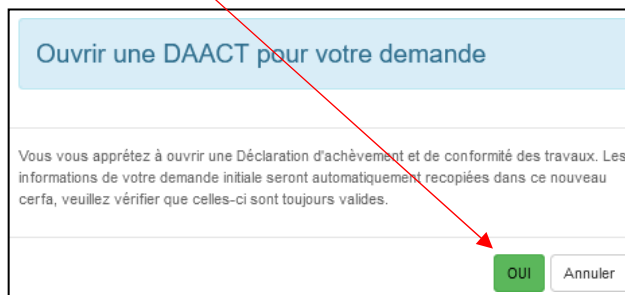 Ouvrir une DAACT pour votre demande
Vous vous apprétez à ouvrir une Déclaration d'achèvement et de conformité des travaux. Les
informations de votre demande initiale seront automatiquement recopiées dans ce nouveau
cerfa, veuillez vérifier que celles-ci sont toujours valides.
OUI Annuler